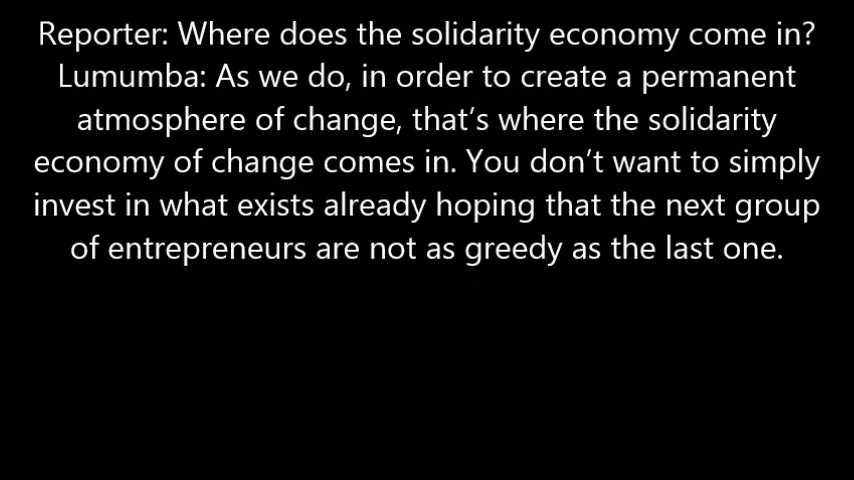 Reporter: Where does the solidarity economy come in?
Lumumba: As we do, in order to create a permanent
atmosphere of change, that’s where the solidarity
economy of change comes in. You don’t want to simply
invest in what exists already hoping that the next group
of entrepreneurs are not as greedy as the last one.